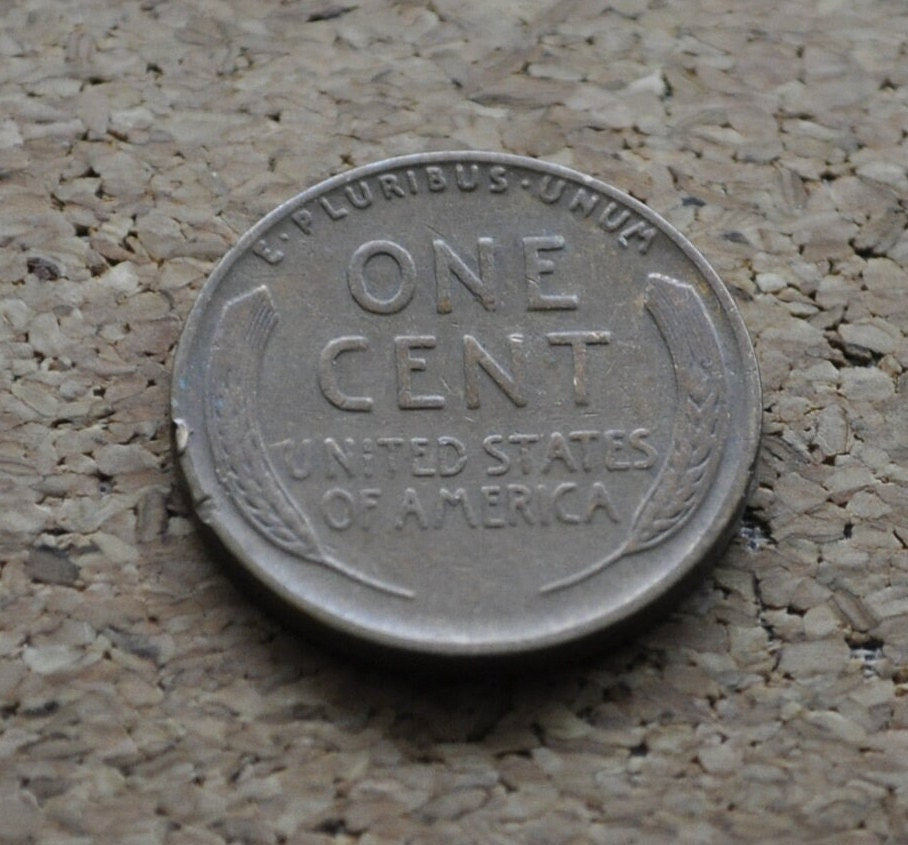 E·PLURIBUS·UNUM
ONE
CENT
UNITED STATES
OF AMERICA